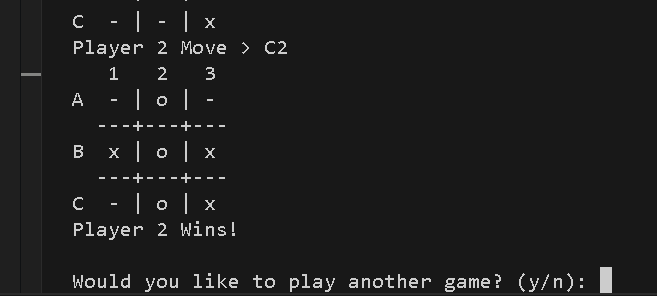 C  - | - | x
Player 2 Move > C2
   1   2   3
A  - | o | -
  ---+---+---
B  x | o | x
  ---+---+---
C  - | o | x
Player 2 Wins!
Would you like to play another game? (y/n):